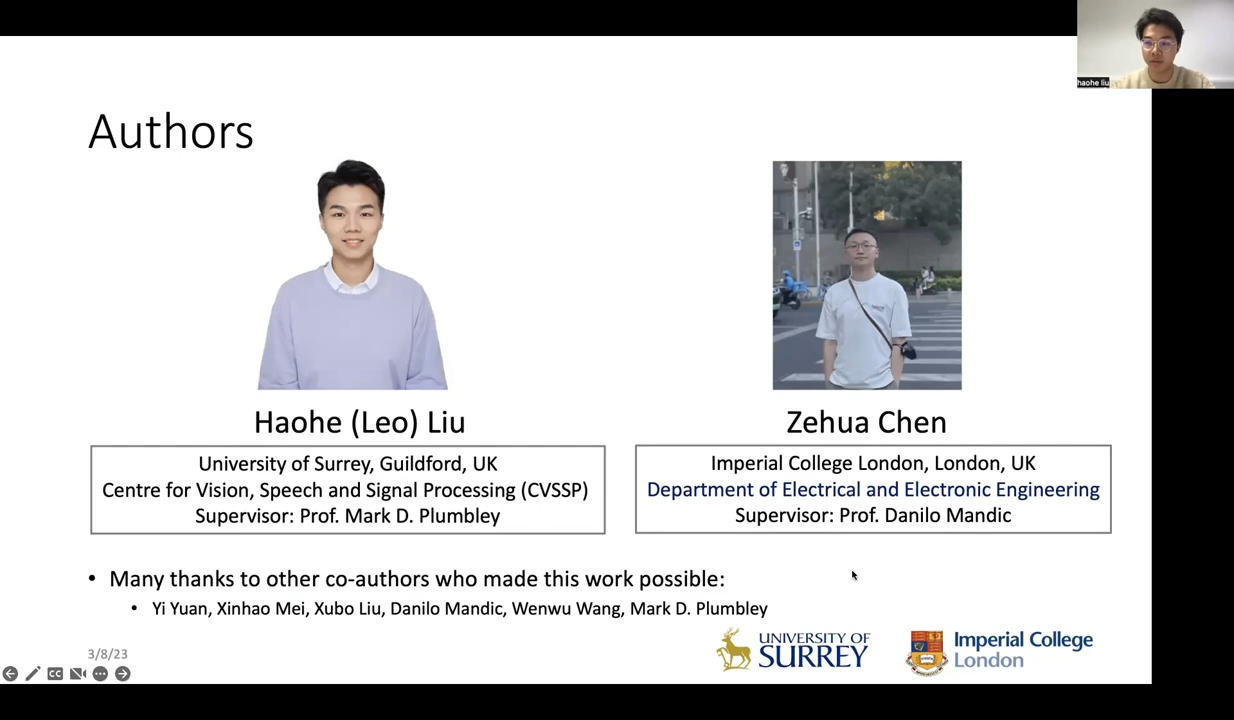 haohe liu
Authors
Haohe (Leo) Liu
University of Surrey, Guildford, UK
Centre for Vision, Speech and Signal Processing (CVSSP)
Supervisor: Prof. Mark D. Plumbley
Zehua Chen
Imperial College London, London, UK
Department of Electrical and Electronic Engineering
Supervisor: Prof. Danilo Mandic
• Many thanks to other co-authors who made this work possible:
• Yi Yuan, Xinhao Mei, Xubo Liu, Danilo Mandic, Wenwu Wang, Mark D. Plumbley
3/8/23
CC
UNIVERSITY OF
SURREY
Imperial College
London